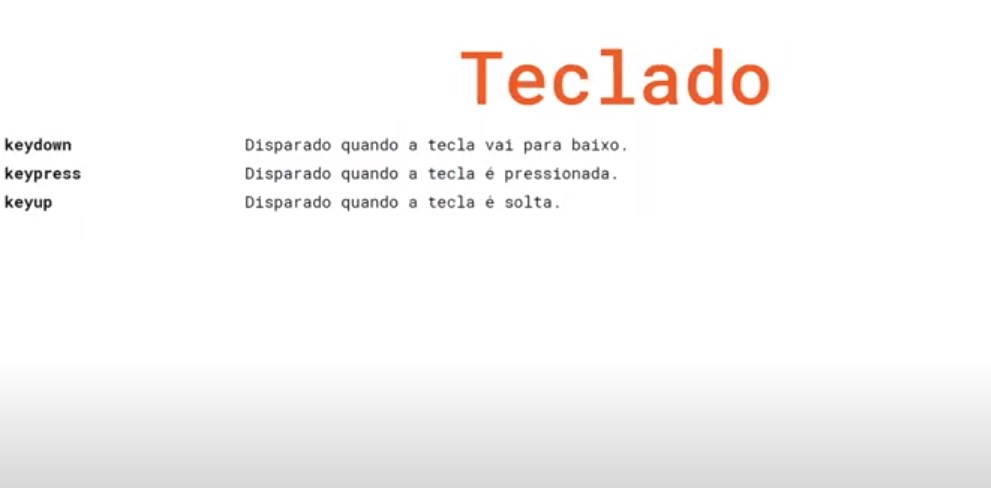 Teclado
keydown Disparado quando a tecla vai para baixo.
keypress Disparado quando a tecla é pressionada.
keyup Disparado quando a tecla é solta.